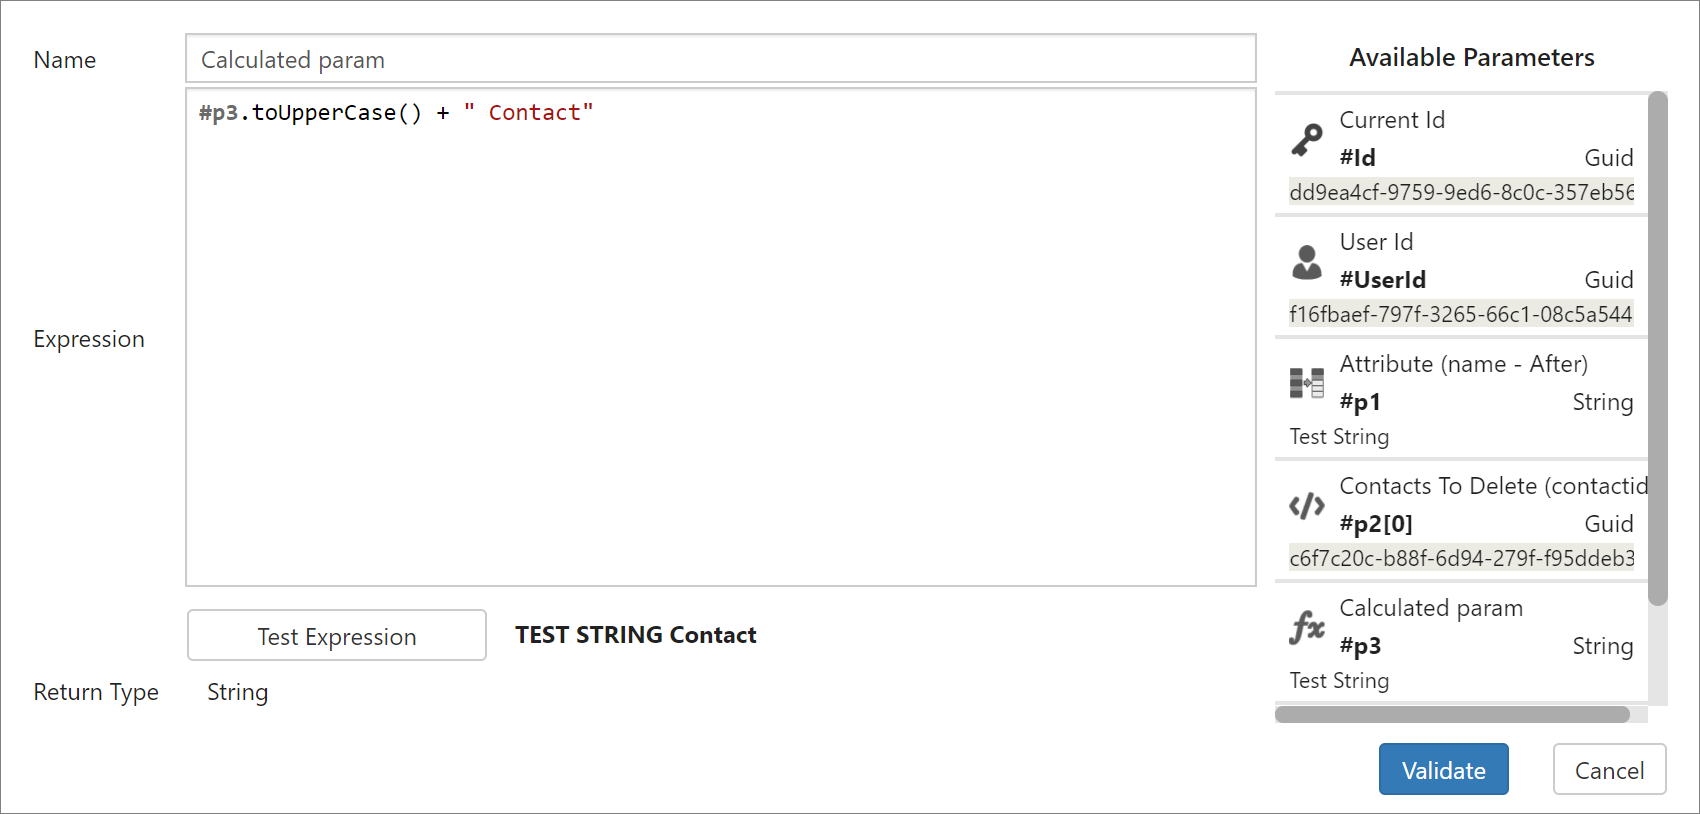 Name
Calculated param
#p3.toUpperCase() + " Contact"
Expression
Test Expression
TEST STRING Contact
Return Type
String
Available Parameters
Current Id
#Id Guid
dd9ea4cf-9759-9ed6-8c0c-357eb56
User Id
#UserId Guid
f16fbaef-797f-3265-66c1-08c5a544
Attribute (name - After)
#p1 String
Test String
Contacts To Delete (contactid
#p2[0] Guid
c6f7c20c-b88f-6d94-279f-f95ddeb3
fx
Calculated param
#p3 String
Test String
Validate
Cancel